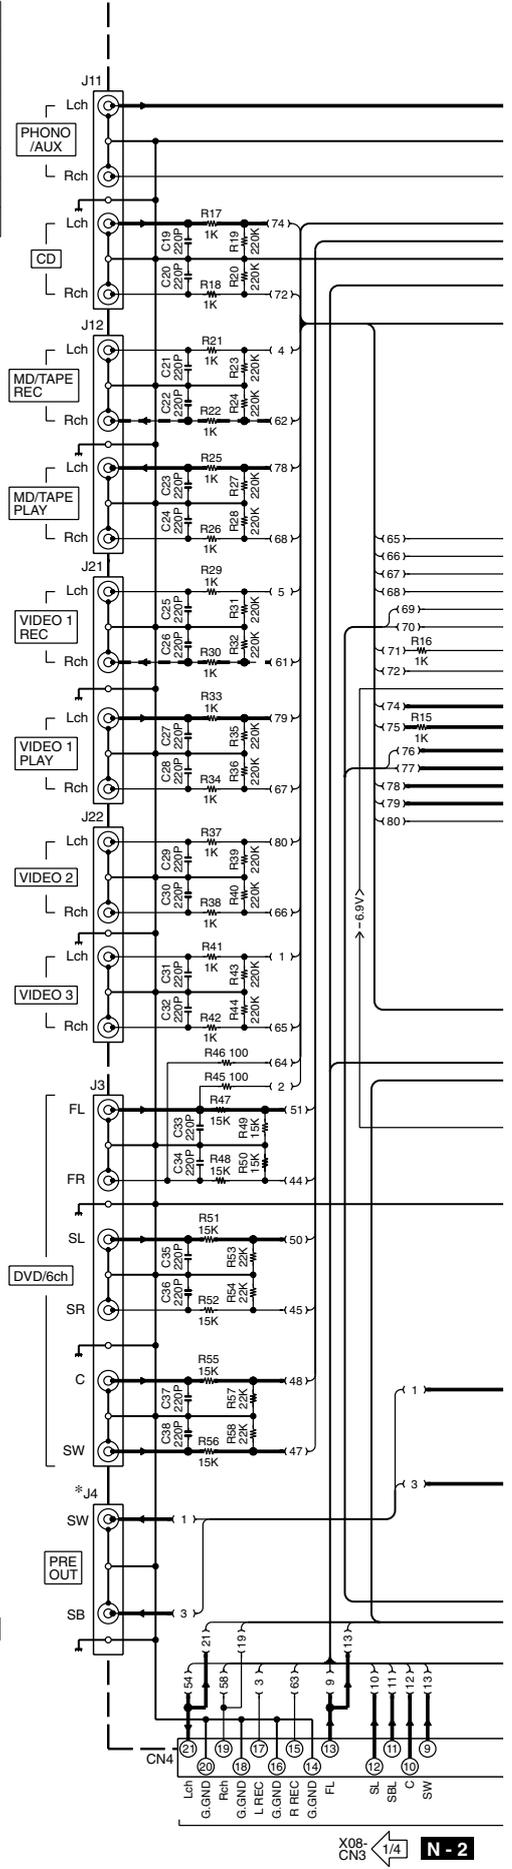 J11
Lch
PHONO
/AUX
Rch
Lch
R17
1K
74
C19
220P
R19
220K
CD
C20
220P
R20
220K
Rch
R18
1K
72
J12
Lch
R21
1K
4
C21
220P
R23
220K
MD/TAPE
REC
C22
220P
R24
220K
Rch
R22
1K
62
Lch
R25
1K
78
C23
220P
R27
220K
MD/TAPE
PLAY
C24
220P
R28
220K
Rch
R26
1K
68
J21
Lch
R29
1K
5
C25
220P
R31
220K
VIDEO 1
REC
C26
220P
R32
220K
Rch
R30
1K
61
Lch
R33
1K
79
C27
220P
R35
220K
VIDEO 1
PLAY
C28
220P
R36
220K
Rch
R34
1K
67
65
66
67
68
69
70
71
R16
1K
72
74
75
R15
1K
76
77
78
79
80
J22
Lch
R37
1K
80
C29
220P
R39
220K
VIDEO 2
C30
220P
R40
220K
Rch
R38
1K
66
-6.9V
Lch
R41
1K
1
C31
220P
R43
220K
VIDEO 3
C32
220P
R44
220K
Rch
R42
1K
65
R46 100
64
R45 100
2
J3
FL
R47
15K
51
C33
220P
R49
15K
C34
220P
R50
15K
FR
R48
15K
44
SL
R51
15K
50
C35
220P
R53
22K
DVD/6ch
C36
220P
R54
22K
SR
R52
15K
45
C
R55
15K
48
C37
220P
R57
22K
C38
220P
R58
22K
SW
R56
15K
47
1
3
*J4
SW
1
PRE
OUT
SB
3
21
19
13
54
58
3
63
9
10
11
12
13
CN4
21
20
19
18
17
16
15
14
13
12
11
10
9
Lch
G.GND
Rch
G.GND
L REC
G.GND
R REC
G.GND
FL
SL
SBL
C
SW
X08-
CN3
1/4
N - 2